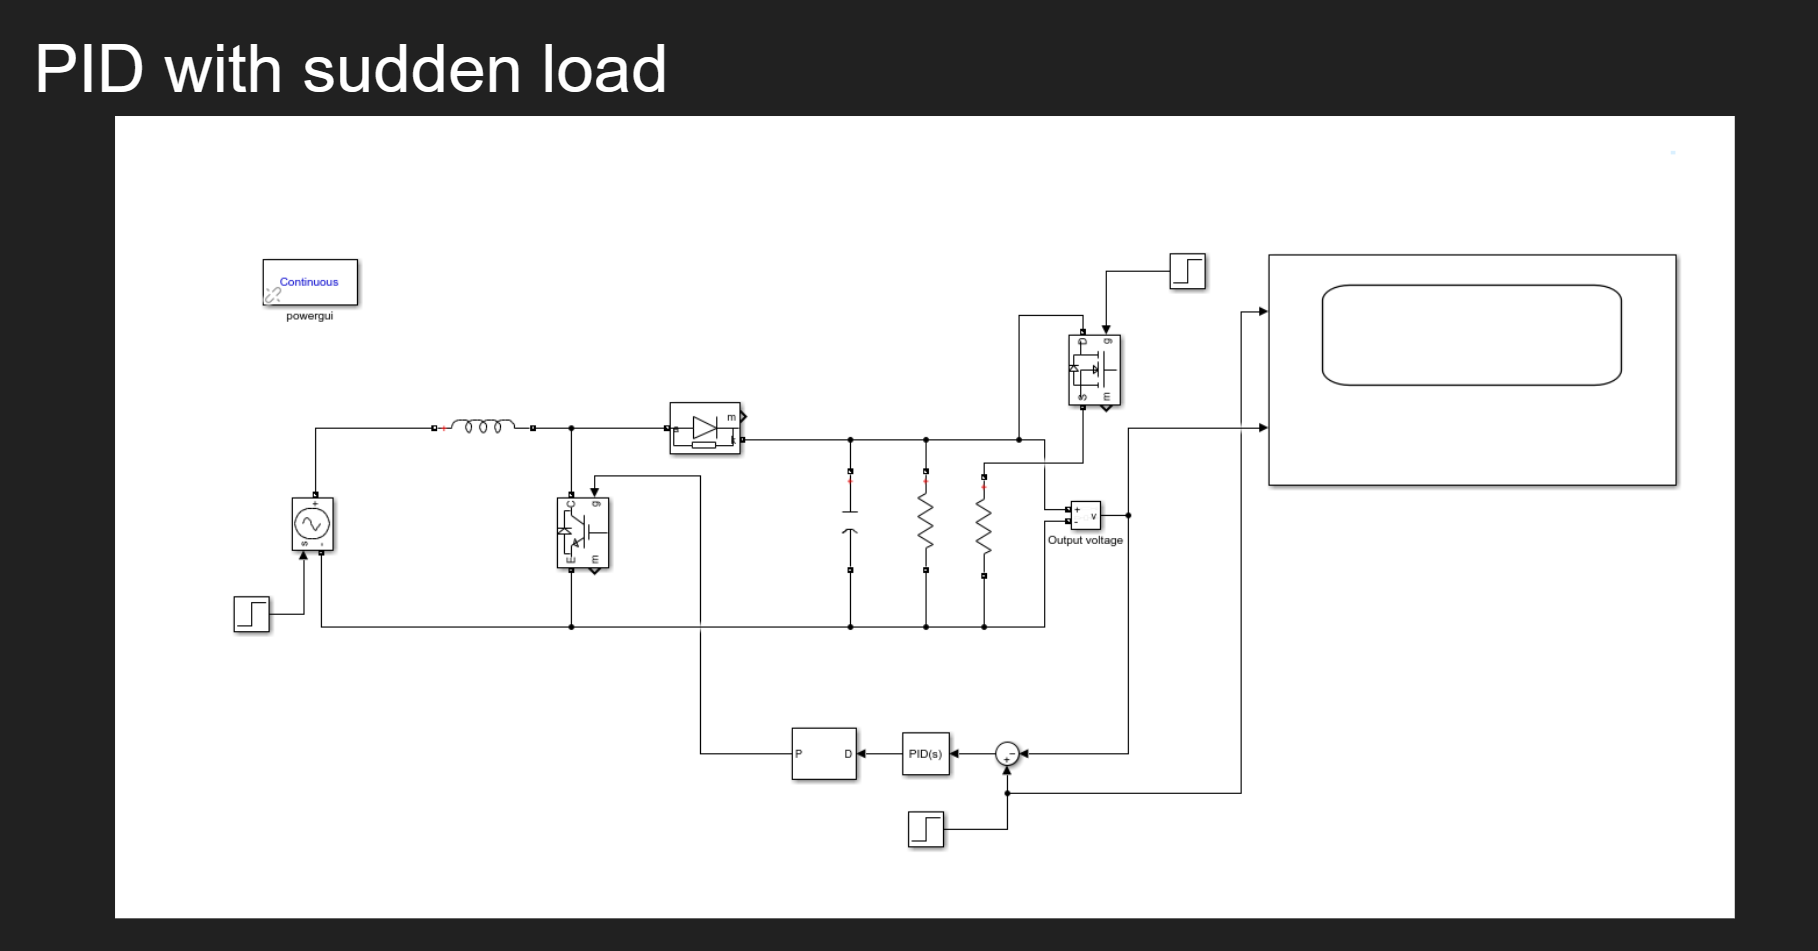 PID with sudden load
Continuous
powergui
D
g
S
m
m
a
k
+
C
g
E
m
+
s
-
+
-
v
Output voltage
P
D
PID(s)
-
+